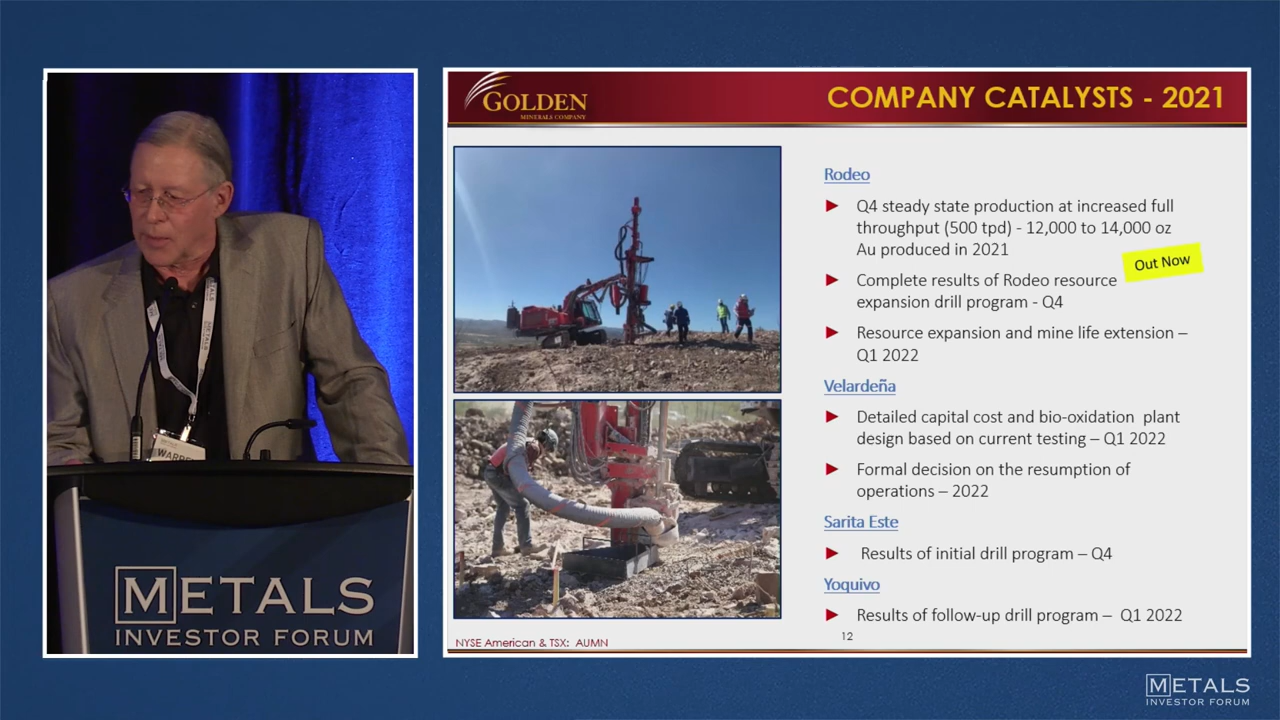 GOLDEN
MINERALS COMPANY
COMPANY CATALYSTS - 2021
Rodeo
► Q4 steady state production at increased full
throughput (500 tpd) - 12,000 to 14,000 oz
Au produced in 2021
Out Now
► Complete results of Rodeo resource
expansion drill program - Q4
► Resource expansion and mine life extension –
Q1 2022
Velardeña
► Detailed capital cost and bio-oxidation plant
design based on current testing – Q1 2022
► Formal decision on the resumption of
operations – 2022
Sarita Este
► Results of initial drill program – Q4
Yoquivo
► Results of follow-up drill program – Q1 2022
12
NYSE American & TSX: AUMN
METALS
METALS
INVESTOR FORUM
METALS
INVESTOR FORUM